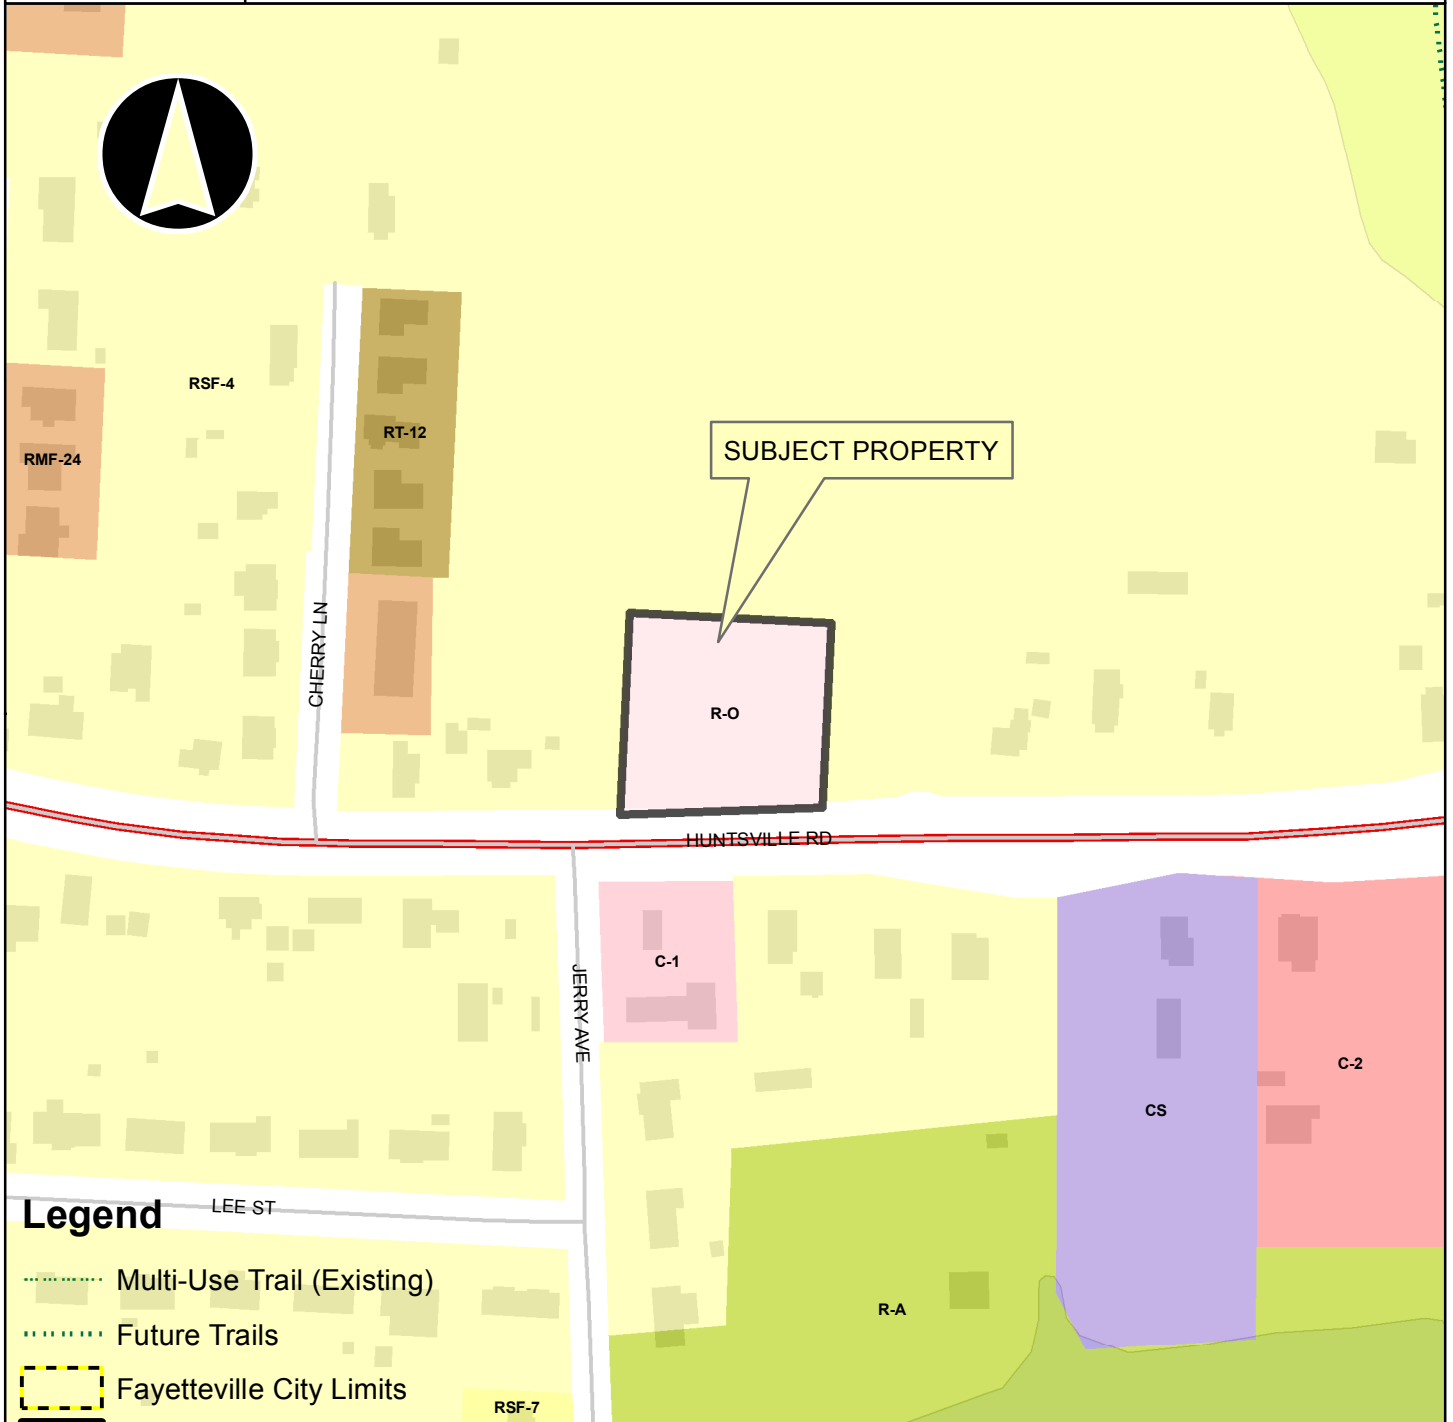 RSF-4
RT-12
RMF-24
SUBJECT PROPERTY
CHERRY LN
R-O
HUNTSVILLE RD
JERRY AVE
C-1
C-2
CS
LEE ST
Legend
Multi-Use Trail (Existing)
Future Trails
Fayetteville City Limits
R-A
RSF-7